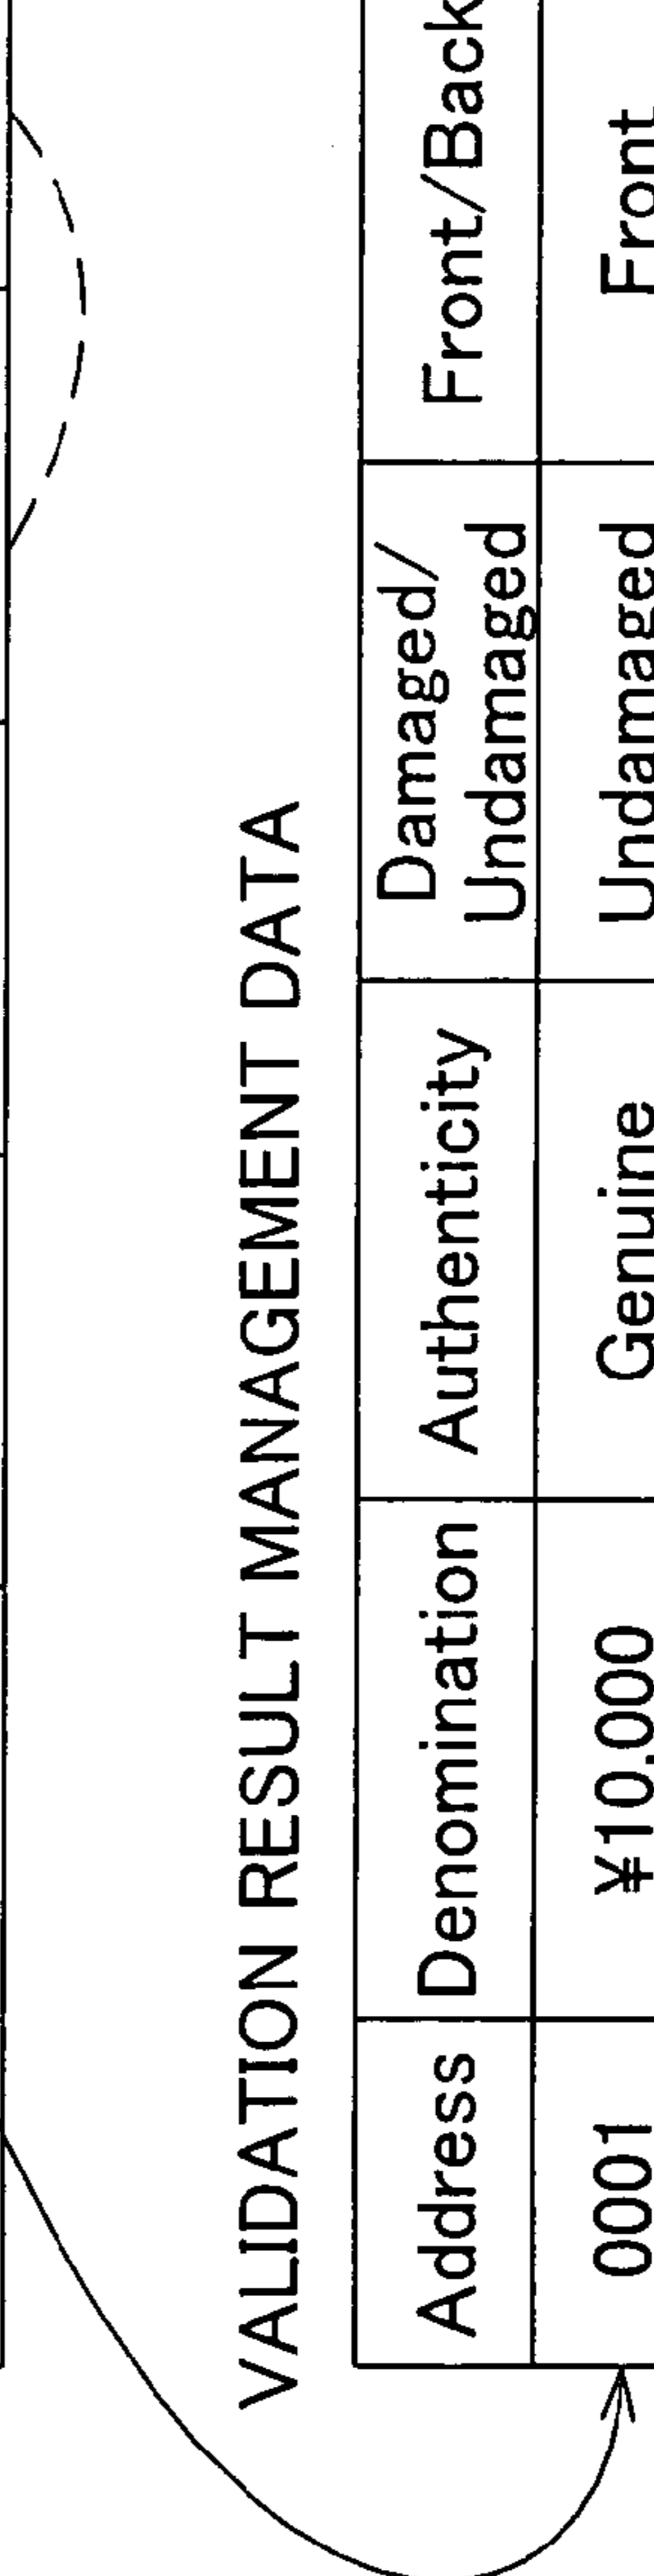 VALIDATION RESULT MANAGEMENT DATA
Address Denomination Authenticity Damaged/ Undamaged Front/Back
0001 ¥10,000 Genuine Undamaged Front